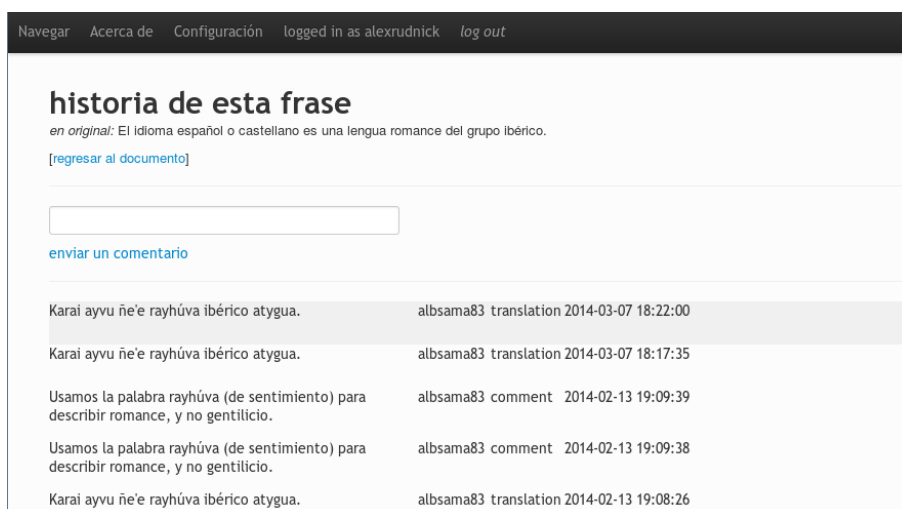 Navegar Acerca de Configuración logged in as alexrudnick log out
historia de esta frase
en original: El idioma español o castellano es una lengua romance del grupo ibérico.
[regresar al documento]
enviar un comentario
Karai ayvu ñe'e rayhúva ibérico atygua. albsama83 translation 2014-03-07 18:22:00
Karai ayvu ñe'e rayhúva ibérico atygua. albsama83 translation 2014-03-07 18:17:35
Usamos la palabra rayhúva (de sentimiento) para albsama83 comment 2014-02-13 19:09:39
describir romance, y no gentilicio.
Usamos la palabra rayhúva (de sentimiento) para albsama83 comment 2014-02-13 19:09:38
describir romance, y no gentilicio.
Karai ayvu ñe'e rayhúva ibérico atygua. albsama83 translation 2014-02-13 19:08:26